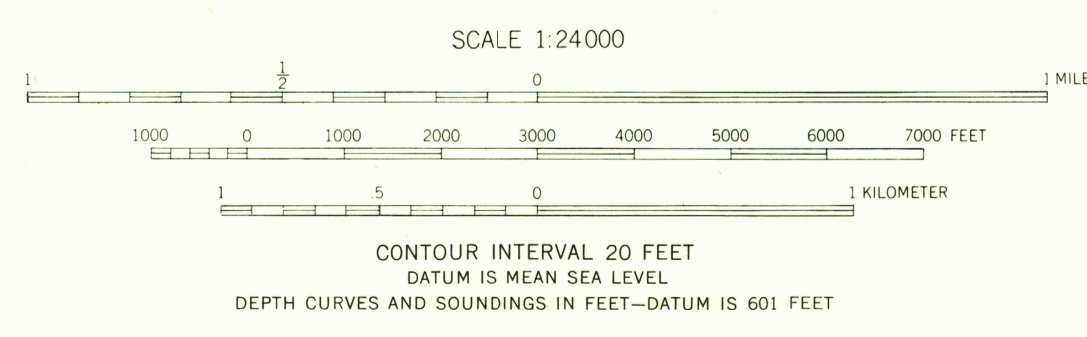 SCALE 1:24000
1 1/2 0 1 MILE
1000 0 1000 2000 3000 4000 5000 6000 7000 FEET
1 .5 0 1 KILOMETER
CONTOUR INTERVAL 20 FEET
DATUM IS MEAN SEA LEVEL
DEPTH CURVES AND SOUNDINGS IN FEET—DATUM IS 601 FEET